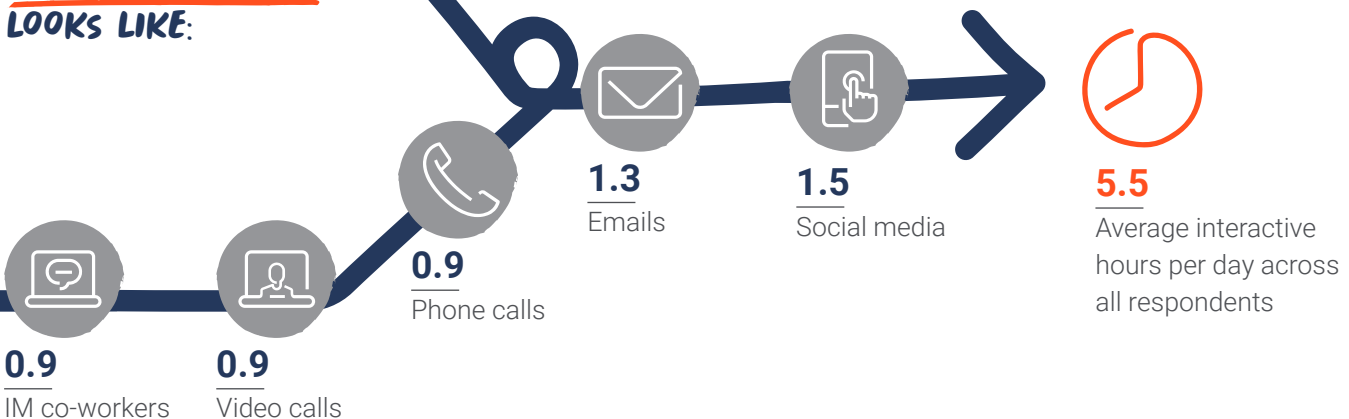 LOOKS LIKE:
0.9
IM co-workers
0.9
Video calls
0.9
Phone calls
1.3
Emails
1.5
Social media
5.5
Average interactive
hours per day across
all respondents